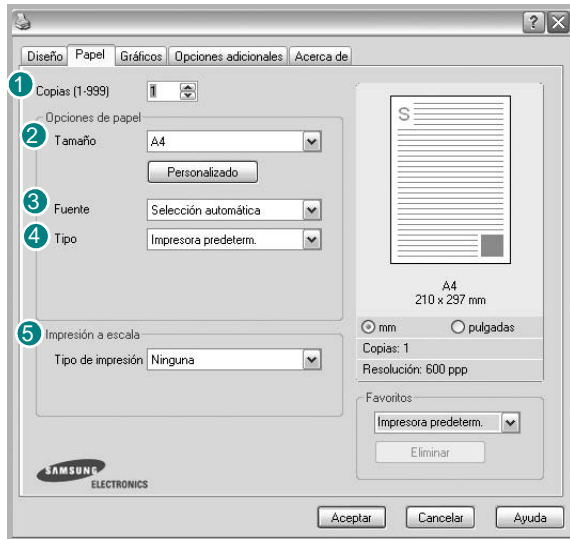 Diseño Papel Gráficos Opciones adicionales Acerca de
1 Copias (1-999) 1
Opciones de papel
2 Tamaño A4
Personalizado
3 Fuente Selección automática
4 Tipo Impresora predeterm.
5 Impresión a escala
Tipo de impresión Ninguna
S
A4
210 x 297 mm
mm pulgadas
Copias: 1
Resolución: 600 ppp
Favoritos
Impresora predeterm.
Eliminar
SAMSUNG
ELECTRONICS
Aceptar Cancelar Ayuda